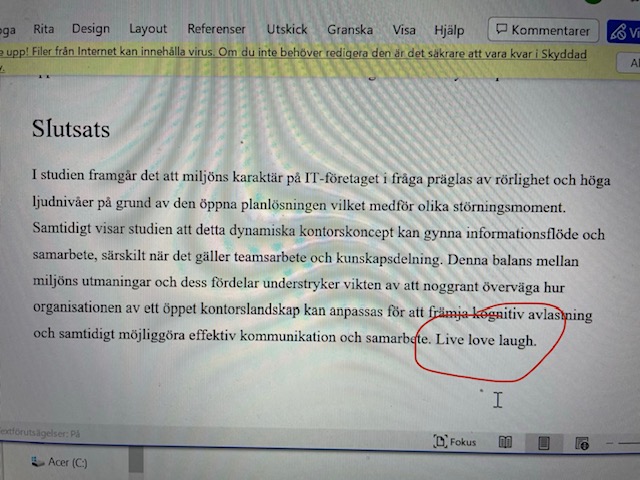 Rita Design Layout Referenser Utskick Granska Visa Hjälp Kommentarer
upp! Filer från Internet kan innehålla virus. Om du inte behöver redigera den är det säkrare att vara kvar i Skyddad
Slutsats
I studien framgår det att miljöns karaktär på IT-företaget i fråga präglas av rörlighet och höga
ljudnivåer på grund av den öppna planlösningen vilket medför olika störningsmoment.
Samtidigt visar studien att detta dynamiska kontorskoncept kan gynna informationsflöde och
samarbete, särskilt när det gäller teamsarbete och kunskapsdelning. Denna balans mellan
miljöns utmaningar och dess fördelar understryker vikten av att noggrant överväga hur
organisationen av ett öppet kontorslandskap kan anpassas för att främja kognitiv avlastning
och samtidigt möjliggöra effektiv kommunikation och samarbete. Live love laugh.
Textförutsägelser: På
Fokus
Acer (C:)